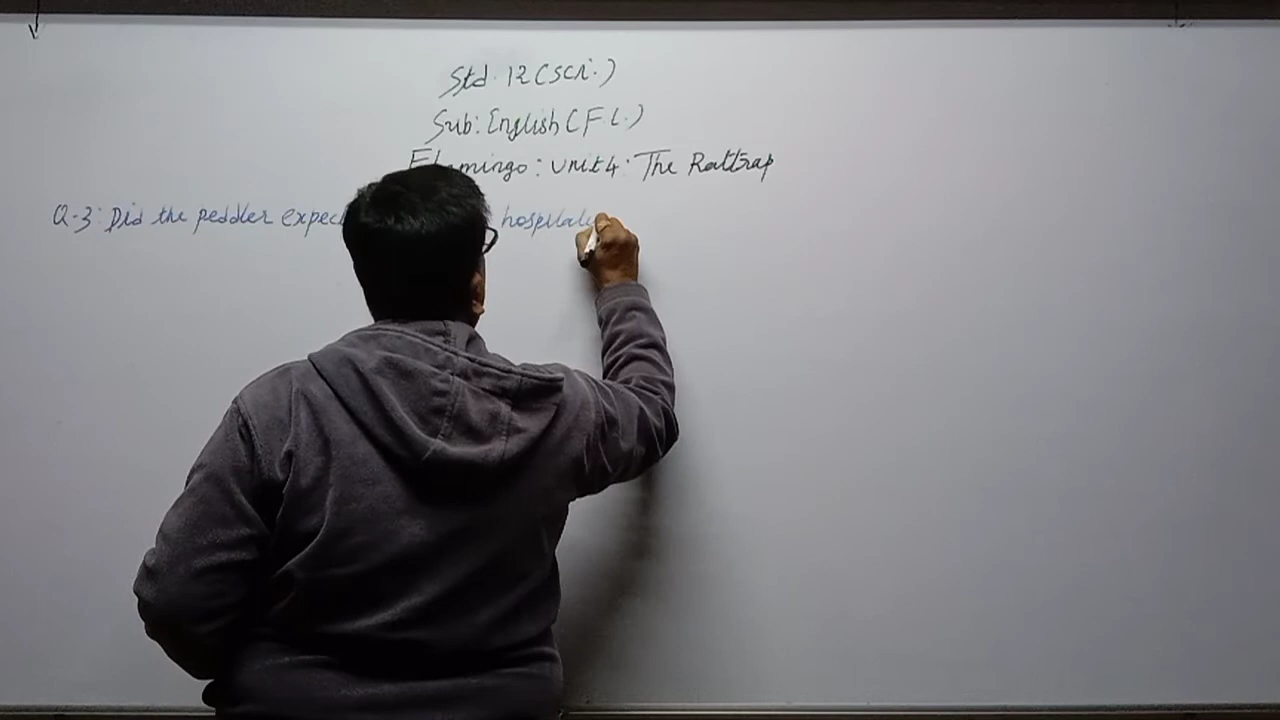 Std. 12 (Sci.)
Sub: English (F.L.)
Flamingo: Unit 4: The Rattrap
Q-3: Did the peddler expec hospitali